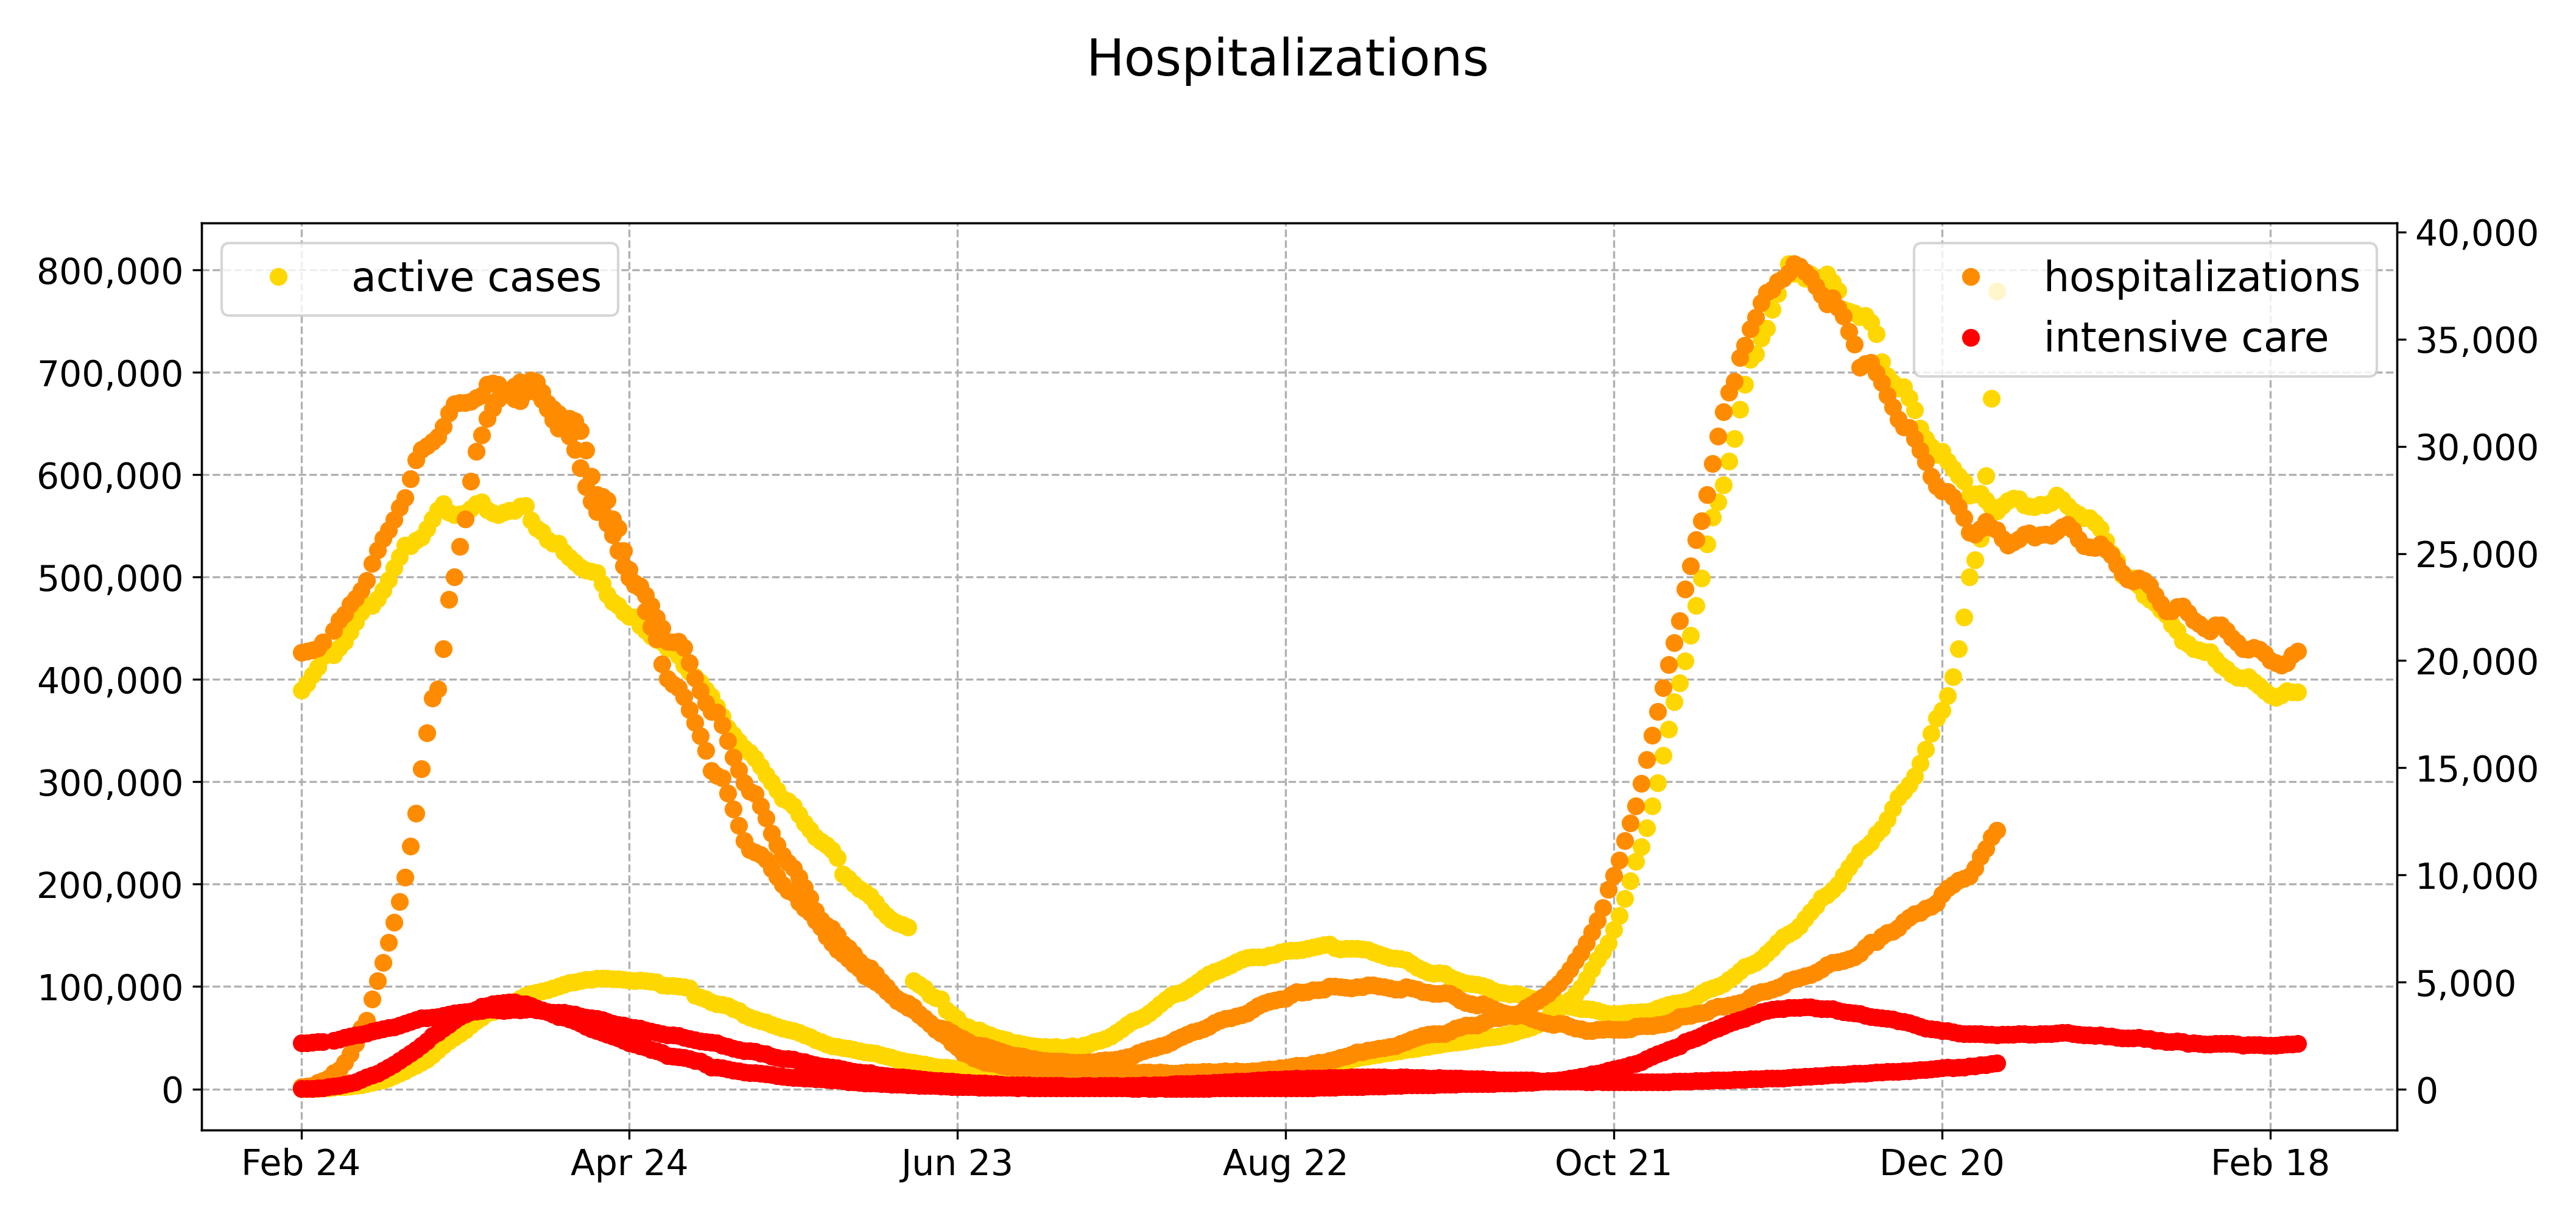 Hospitalizations
active cases
hospitalizations
intensive care
800,000
700,000
600,000
500,000
400,000
300,000
200,000
100,000
0
40,000
35,000
30,000
25,000
20,000
15,000
10,000
5,000
0
Feb 24
Apr 24
Jun 23
Aug 22
Oct 21
Dec 20
Feb 18